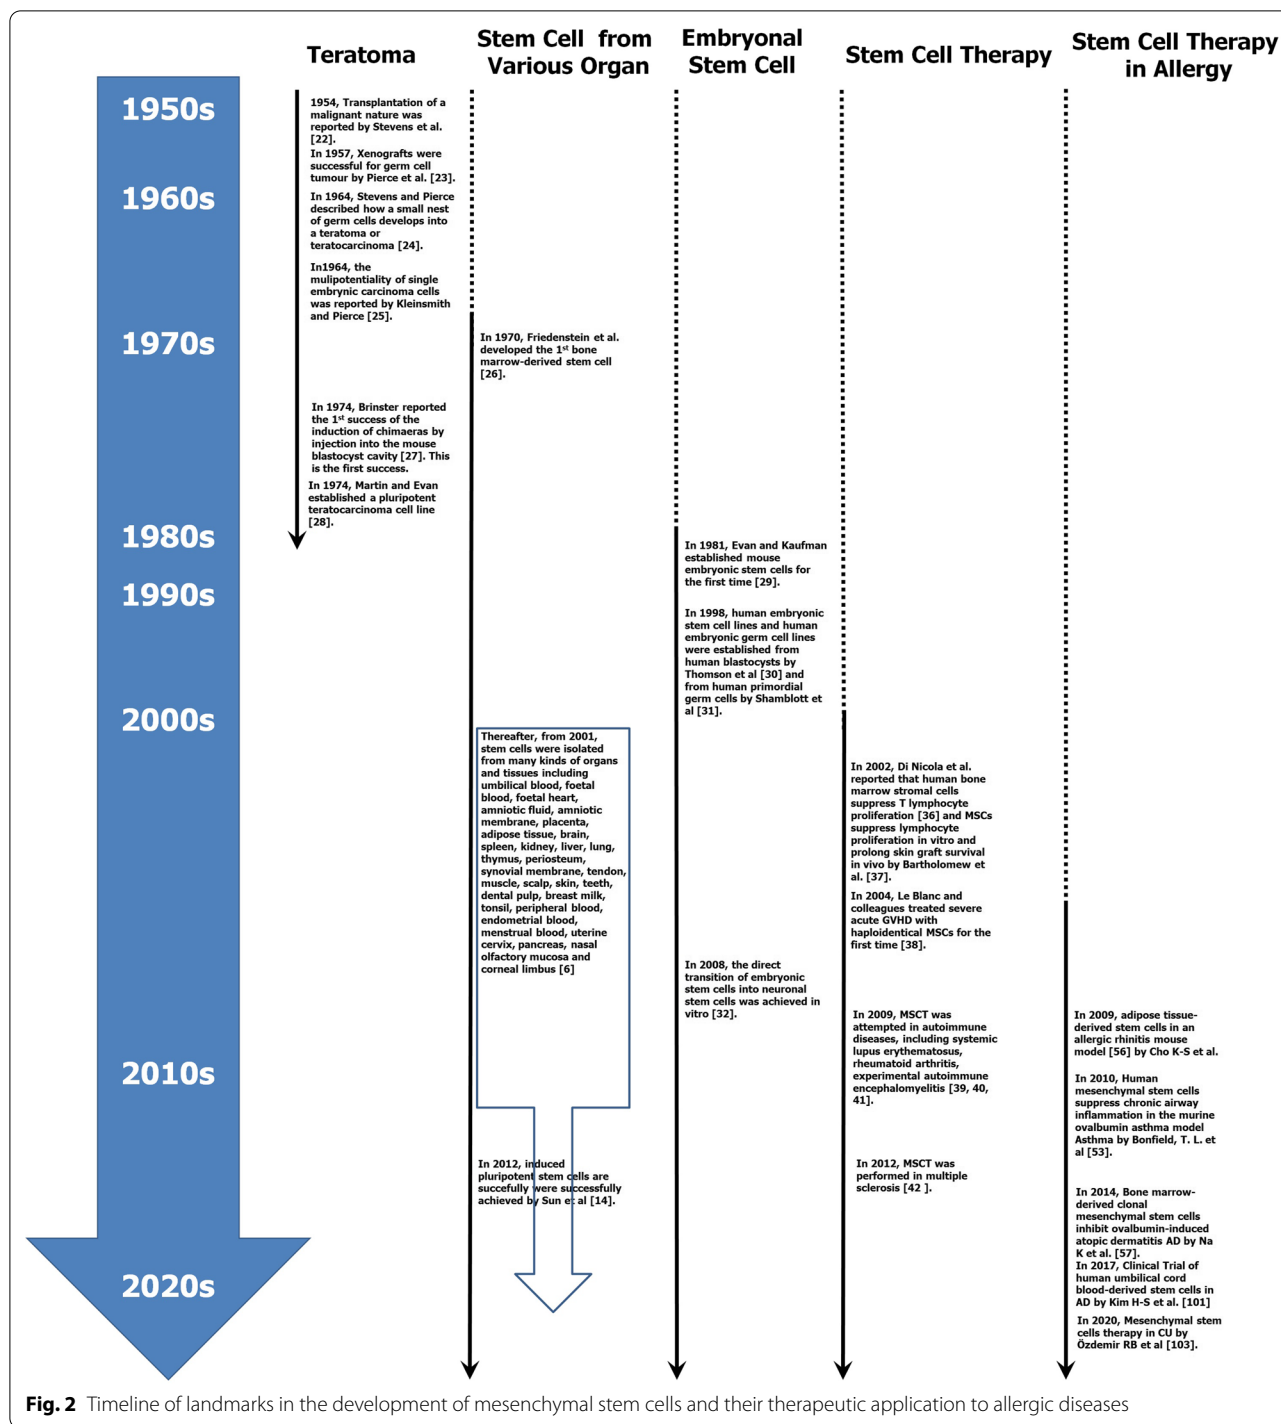 Teratoma
Stem Cell from
Various Organ
Embryonal
Stem Cell
Stem Cell Therapy
Stem Cell Therapy
in Allergy
1950s
1960s
1970s
1980s
1990s
2000s
2010s
2020s
1954, Transplantation of a
malignant nature was
reported by Stevens et al.
[22].
In 1957, Xenografts were
successful for germ cell
tumour by Pierce et al. [23].
In 1964, Stevens and Pierce
described how a small nest
of germ cells develops into
a teratoma or
teratocarcinoma [24].
In1964, the
mulipotentiality of single
embrynic carcinoma cells
was reported by Kleinsmith
and Pierce [25].
In 1974, Brinster reported
the 1st success of the
induction of chimaeras by
injection into the mouse
blastocyst cavity [27]. This
is the first success.
In 1974, Martin and Evan
established a pluripotent
teratocarcinoma cell line
[28].
In 1970, Friedenstein et al.
developed the 1st bone
marrow-derived stem cell
[26].
Thereafter, from 2001,
stem cells were isolated
from many kinds of organs
and tissues including
umbilical blood, foetal
blood, foetal heart,
amniotic fluid, amniotic
membrane, placenta,
adipose tissue, brain,
spleen, kidney, liver, lung,
thymus, periosteum,
synovial membrane, tendon,
muscle, scalp, skin, teeth,
dental pulp, breast milk,
tonsil, peripheral blood,
endometrial blood,
menstrual blood, uterine
cervix, pancreas, nasal
olfactory mucosa and
corneal limbus [6]
In 2012, induced
pluripotent stem cells are
succefully were successfully
achieved by Sun et al [14].
In 1981, Evan and Kaufman
established mouse
embryonic stem cells for
the first time [29].
In 1998, human embryonic
stem cell lines and human
embryonic germ cell lines
were established from
human blastocysts by
Thomson et al [30] and
from human primordial
germ cells by Shamblott et
al [31].
In 2008, the direct
transition of embryonic
stem cells into neuronal
stem cells was achieved in
vitro [32].
In 2002, Di Nicola et al.
reported that human bone
marrow stromal cells
suppress T lymphocyte
proliferation [36] and MSCs
suppress lymphocyte
proliferation in vitro and
prolong skin graft survival
in vivo by Bartholomew et
al. [37].
In 2004, Le Blanc and
colleagues treated severe
acute GVHD with
haploidentical MSCs for the
first time [38].
In 2009, MSCT was
attempted in autoimmune
diseases, including systemic
lupus erythematosus,
rheumatoid arthritis,
experimental autoimmune
encephalomyelitis [39, 40,
41].
In 2012, MSCT was
performed in multiple
sclerosis [42 ].
In 2009, adipose tissue-
derived stem cells in an
allergic rhinitis mouse
model [56] by Cho K-S et al.
In 2010, Human
mesenchymal stem cells
suppress chronic airway
inflammation in the murine
ovalbumin asthma model
Asthma by Bonfield, T. L. et
al [53].
In 2014, Bone marrow-
derived clonal
mesenchymal stem cells
inhibit ovalbumin-induced
atopic dermatitis AD by Na
K et al. [57].
In 2017, Clinical Trial of
human umbilical cord
blood-derived stem cells in
AD by Kim H-S et al. [101]
In 2020, Mesenchymal stem
cells therapy in CU by
Özdemir RB et al [103].
Fig. 2 Timeline of landmarks in the development of mesenchymal stem cells and their therapeutic application to allergic diseases